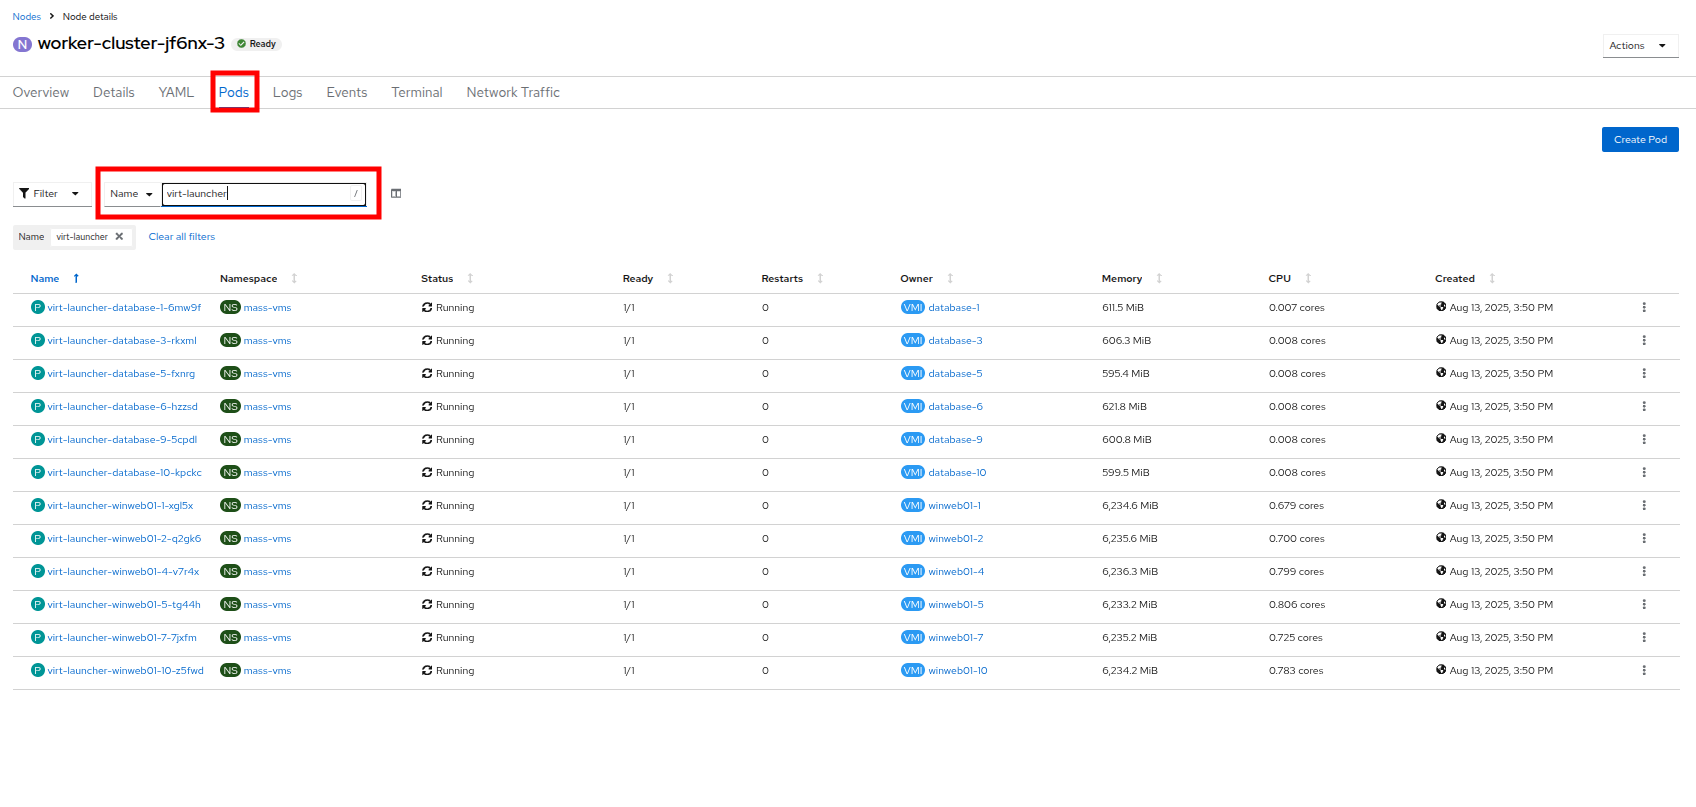 Nodes > Node details
N worker-cluster-jf6nx-3 Ready
Actions
Overview Details YAML Pods Logs Events Terminal Network Traffic
Create Pod
Filter Name virt-launcher /
Name virt-launcher Clear all filters
Name Namespace Status Ready Restarts Owner Memory CPU Created
P virt-launcher-database-1-6mw9f NS mass-vms Running 1/1 0 VMI database-1 611.5 MiB 0.007 cores Aug 13, 2025, 3:50 PM
P virt-launcher-database-3-rkxml NS mass-vms Running 1/1 0 VMI database-3 606.3 MiB 0.008 cores Aug 13, 2025, 3:50 PM
P virt-launcher-database-5-fxnrg NS mass-vms Running 1/1 0 VMI database-5 595.4 MiB 0.008 cores Aug 13, 2025, 3:50 PM
P virt-launcher-database-6-hzzsd NS mass-vms Running 1/1 0 VMI database-6 621.8 MiB 0.008 cores Aug 13, 2025, 3:50 PM
P virt-launcher-database-9-5cpdl NS mass-vms Running 1/1 0 VMI database-9 600.8 MiB 0.008 cores Aug 13, 2025, 3:50 PM
P virt-launcher-database-10-kpckc NS mass-vms Running 1/1 0 VMI database-10 599.5 MiB 0.008 cores Aug 13, 2025, 3:50 PM
P virt-launcher-winweb01-1-xgl5x NS mass-vms Running 1/1 0 VMI winweb01-1 6,234.6 MiB 0.679 cores Aug 13, 2025, 3:50 PM
P virt-launcher-winweb01-2-q2gk6 NS mass-vms Running 1/1 0 VMI winweb01-2 6,235.6 MiB 0.700 cores Aug 13, 2025, 3:50 PM
P virt-launcher-winweb01-4-v7r4x NS mass-vms Running 1/1 0 VMI winweb01-4 6,236.3 MiB 0.799 cores Aug 13, 2025, 3:50 PM
P virt-launcher-winweb01-5-tg44h NS mass-vms Running 1/1 0 VMI winweb01-5 6,233.2 MiB 0.806 cores Aug 13, 2025, 3:50 PM
P virt-launcher-winweb01-7-7jxfm NS mass-vms Running 1/1 0 VMI winweb01-7 6,235.2 MiB 0.725 cores Aug 13, 2025, 3:50 PM
P virt-launcher-winweb01-10-z5fwd NS mass-vms Running 1/1 0 VMI winweb01-10 6,234.2 MiB 0.783 cores Aug 13, 2025, 3:50 PM